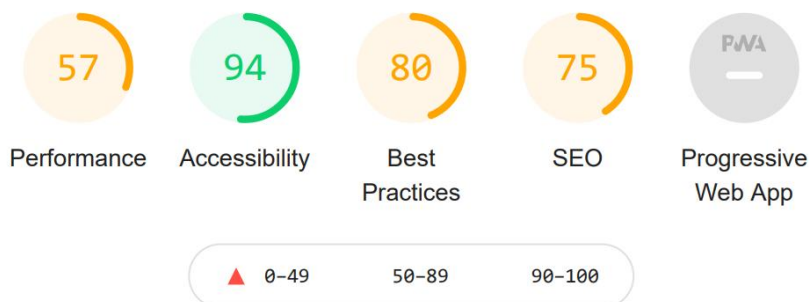 57 94 80 75 PWA
Performance Accessibility Best Practices SEO Progressive Web App
0–49 50–89 90–100